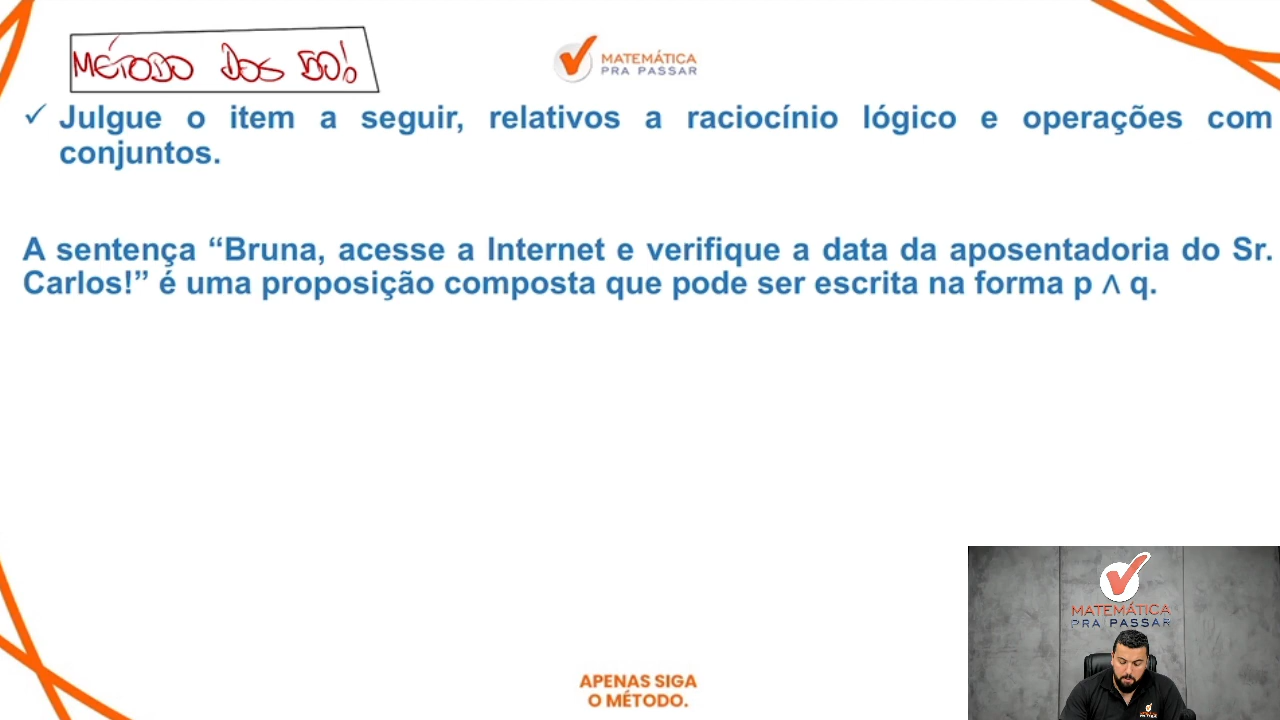 MÉTODO DOS 50!
MATEMÁTICA
PRA PASSAR
✓ Julgue o item a seguir, relativos a raciocínio lógico e operações com
conjuntos.
A sentença “Bruna, acesse a Internet e verifique a data da aposentadoria do Sr.
Carlos!” é uma proposição composta que pode ser escrita na forma p ∧ q.
MATEMÁTICA
PRA PASSAR
APENAS SIGA
O MÉTODO.